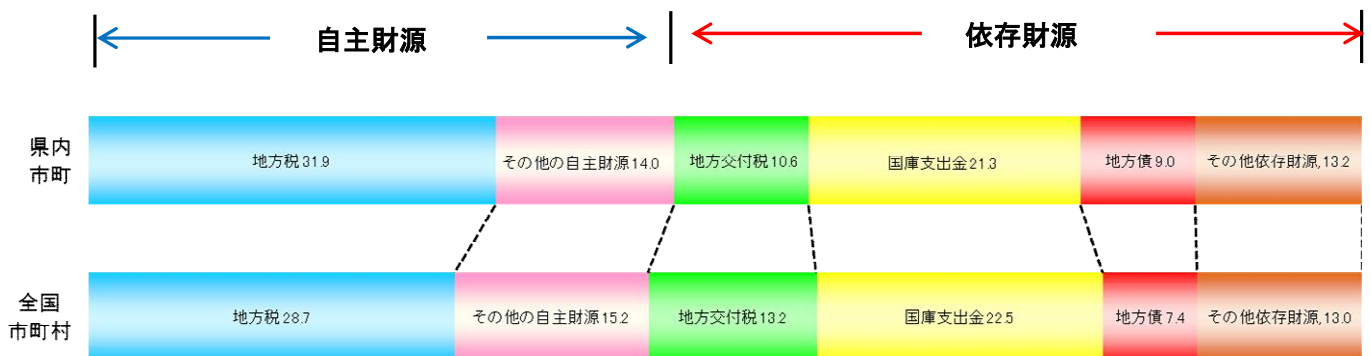 自主財源
依存財源
県内
市町
地方税31.9
その他の自主財源14.0
地方交付税10.6
国庫支出金21.3
地方債9.0
その他依存財源,13.2
全国
市町村
地方税28.7
その他の自主財源15.2
地方交付税13.2
国庫支出金22.5
地方債7.4
その他依存財源,13.0